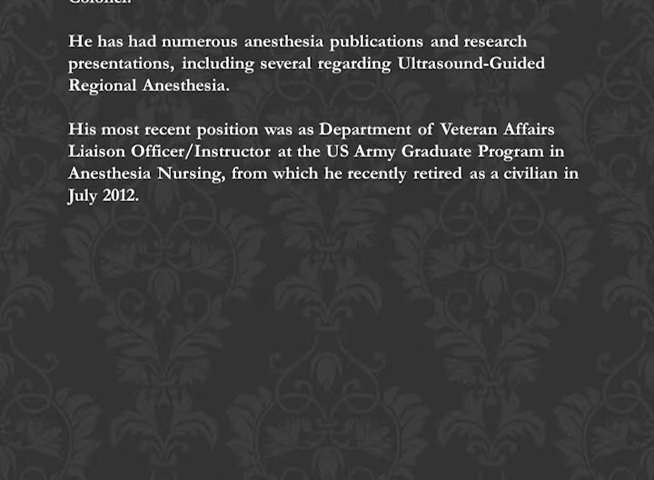 Colonel.
He has had numerous anesthesia publications and research
presentations, including several regarding Ultrasound-Guided
Regional Anesthesia.
His most recent position was as Department of Veteran Affairs
Liaison Officer/Instructor at the US Army Graduate Program in
Anesthesia Nursing, from which he recently retired as a civilian in
July 2012.